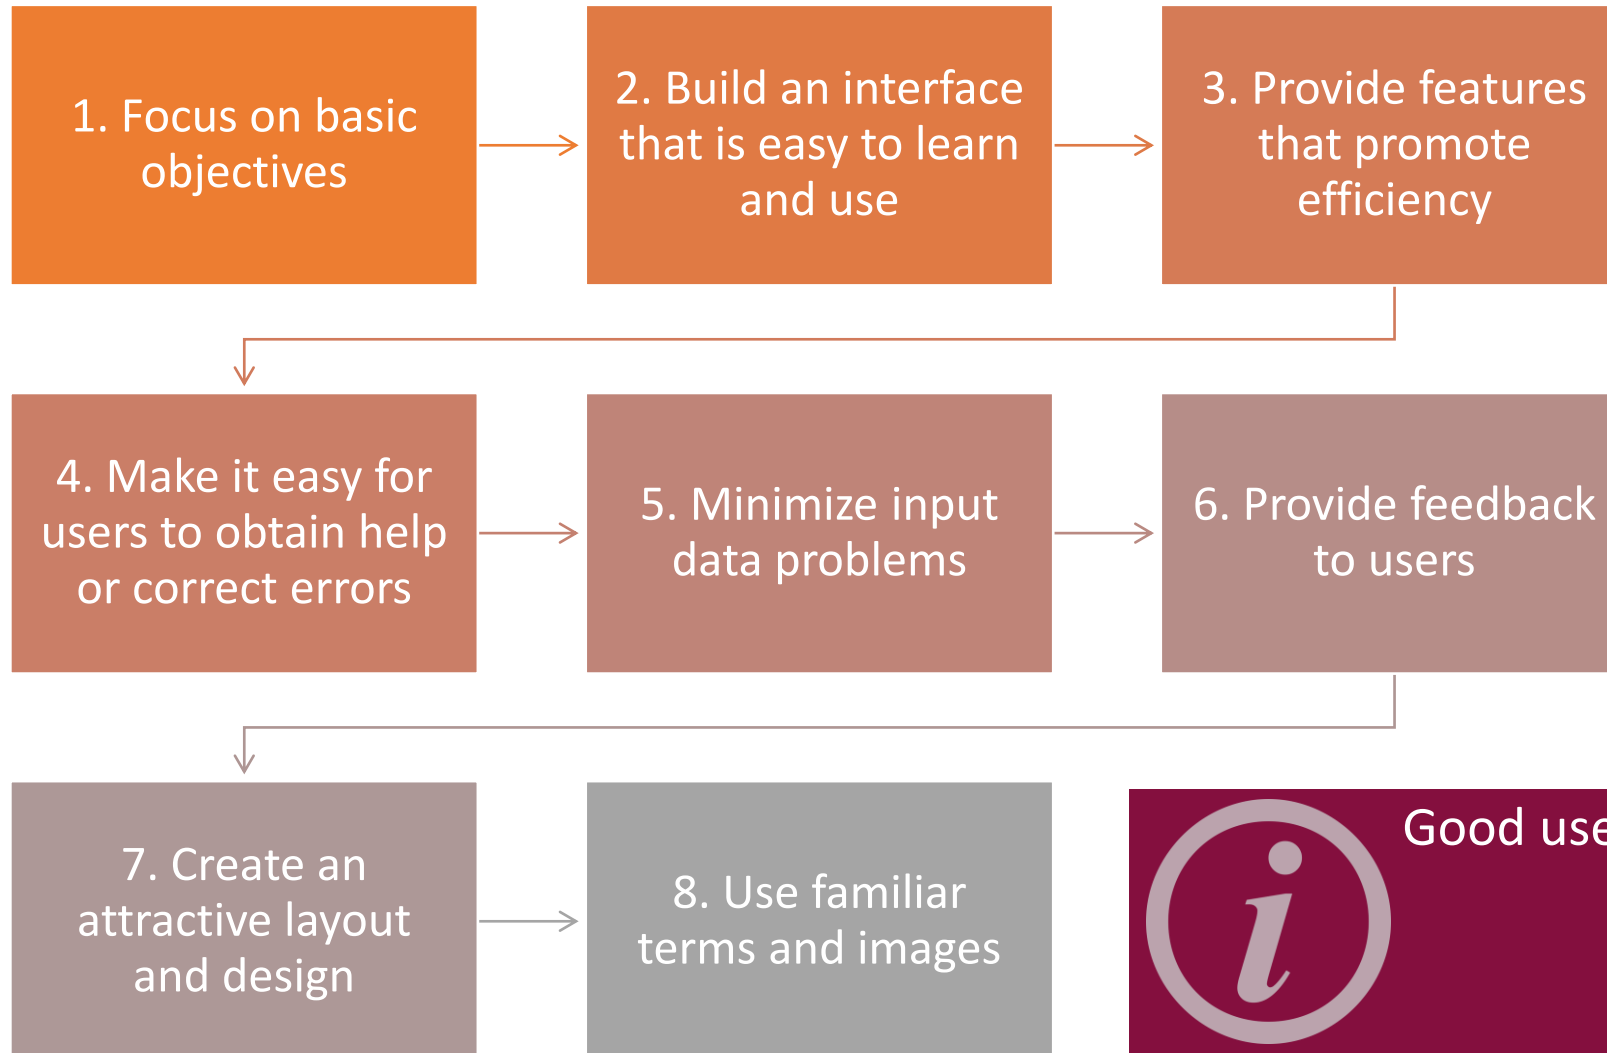 1. Focus on basic
objectives
2. Build an interface
that is easy to learn
and use
3. Provide features
that promote
efficiency
4. Make it easy for
users to obtain help
or correct errors
5. Minimize input
data problems
6. Provide feedback
to users
7. Create an
attractive layout
and design
8. Use familiar
terms and images
i
Good use